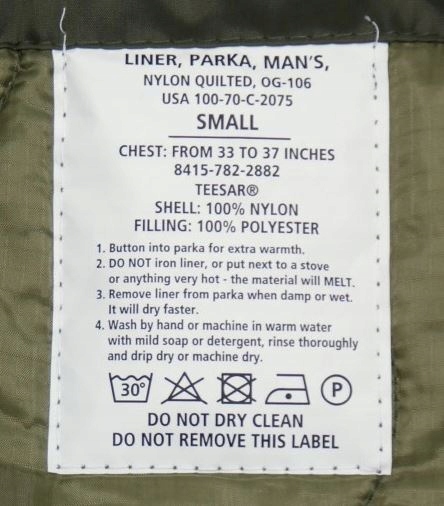 LINER, PARKA, MAN'S,
NYLON QUILTED, OG-106
USA 100-70-C-2075
SMALL
CHEST: FROM 33 TO 37 INCHES
8415-782-2882
TEESAR®
SHELL: 100% NYLON
FILLING: 100% POLYESTER
1. Button into parka for extra warmth.
2. DO NOT iron liner, or put next to a stove
or anything very hot - the material will MELT.
3. Remove liner from parka when damp or wet.
It will dry faster.
4. Wash by hand or machine in warm water
with mild soap or detergent, rinse thoroughly
and drip dry or machine dry.
30° P
DO NOT DRY CLEAN
DO NOT REMOVE THIS LABEL